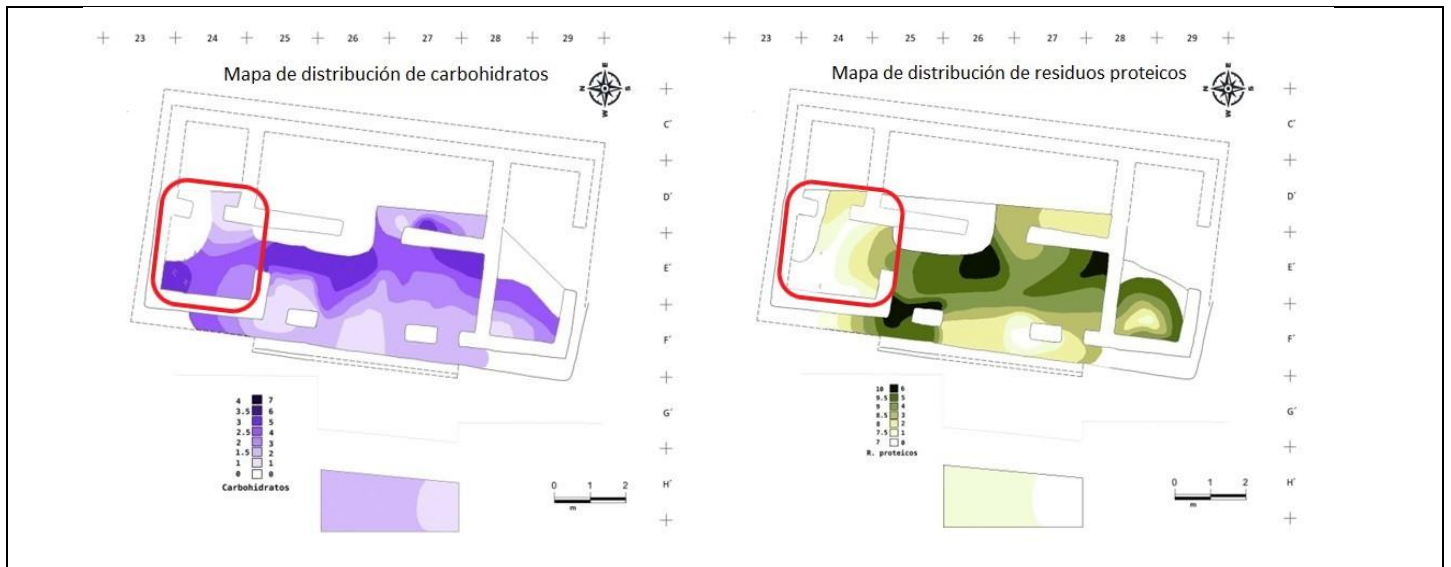 23 24 25 26 27 28 29
Mapa de distribución de carbohidratos
E
N S
W
C'
D'
E'
F'
G'
H'
4 7
3.5 6
3 5
2.5 4
2 3
1.5 2
1 1
0 0
Carbohidratos
0 1 2
m
23 24 25 26 27 28 29
Mapa de distribución de residuos proteicos
E
N S
W
C'
D'
E'
F'
G'
H'
10 6
9.5 5
9 4
8.5 3
8 2
7.5 1
7 0
R. proteicos
0 1 2
m